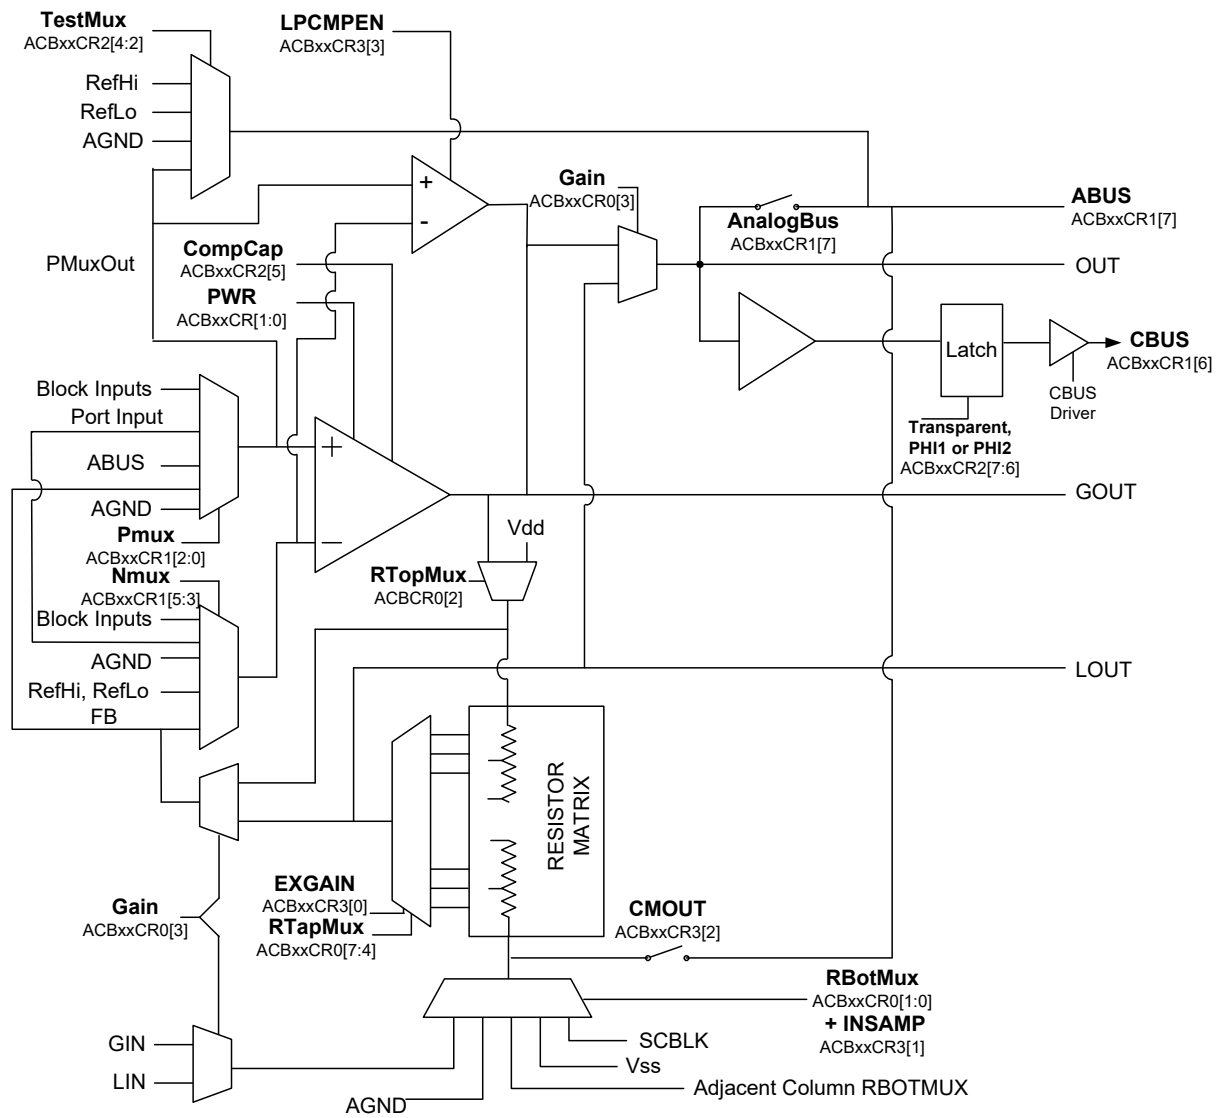 TestMux
ACBxxCR2[4:2]
LPCMPEN
ACBxxCR3[3]
RefHi
RefLo
AGND
+
-
Gain
ACBxxCR0[3]
AnalogBus
ACBxxCR1[7]
ABUS
ACBxxCR1[7]
PMuxOut
CompCap
ACBxxCR2[5]
PWR
ACBxxCR[1:0]
OUT
Latch
CBUS
ACBxxCR1[6]
CBUS
Driver
Transparent,
PHI1 or PHI2
ACBxxCR2[7:6]
Block Inputs
Port Input
ABUS
AGND
Pmux
ACBxxCR1[2:0]
+
−
GOUT
Vdd
RTopMux
ACBCR0[2]
Nmux
ACBxxCR1[5:3]
Block Inputs
AGND
RefHi, RefLo
FB
LOUT
RESISTOR
MATRIX
EXGAIN
ACBxxCR3[0]
RTapMux
ACBxxCR0[7:4]
Gain
ACBxxCR0[3]
CMOUT
ACBxxCR3[2]
RBotMux
ACBxxCR0[1:0]
+ INSAMP
ACBxxCR3[1]
GIN
LIN
SCBLK
Vss
Adjacent Column RBOTMUX
AGND